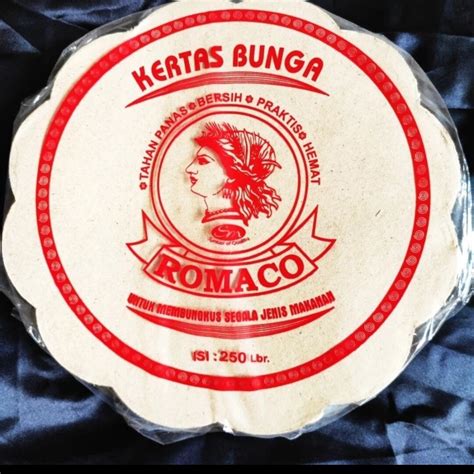 KERTAS BUNGA
TAHAN PANAS BERSIH PRAKTIS HEMAT
ROMACO
UNTUK MEMBUNGKUS SEGALA JENIS MAKANAN
ISI : 250 Lbr.